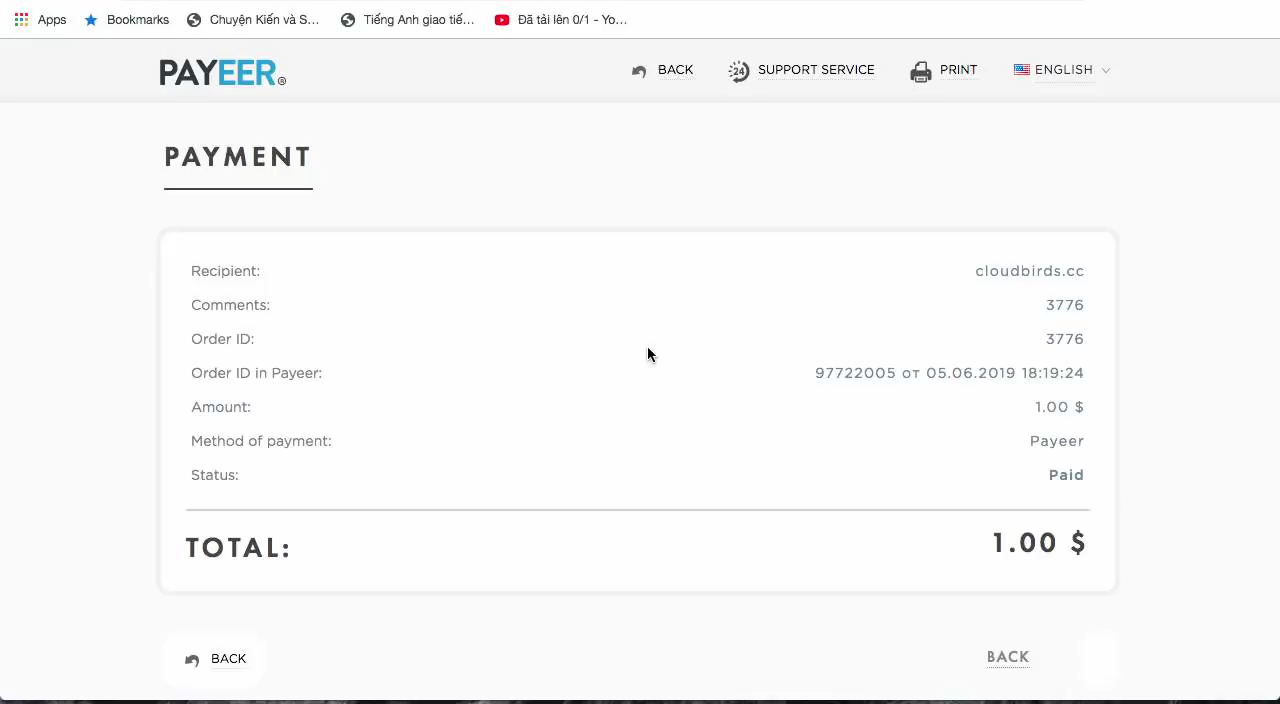 Apps Bookmarks Chuyện Kiến và S... Tiếng Anh giao tiế... Đã tải lên 0/1 - Yo...
PAYEER® BACK 24 SUPPORT SERVICE PRINT ENGLISH
PAYMENT
Recipient: cloudbirds.cc
Comments: 3776
Order ID: 3776
Order ID in Payeer: 97722005 от 05.06.2019 18:19:24
Amount: 1.00 $
Method of payment: Payeer
Status: Paid
TOTAL: 1.00 $
BACK BACK